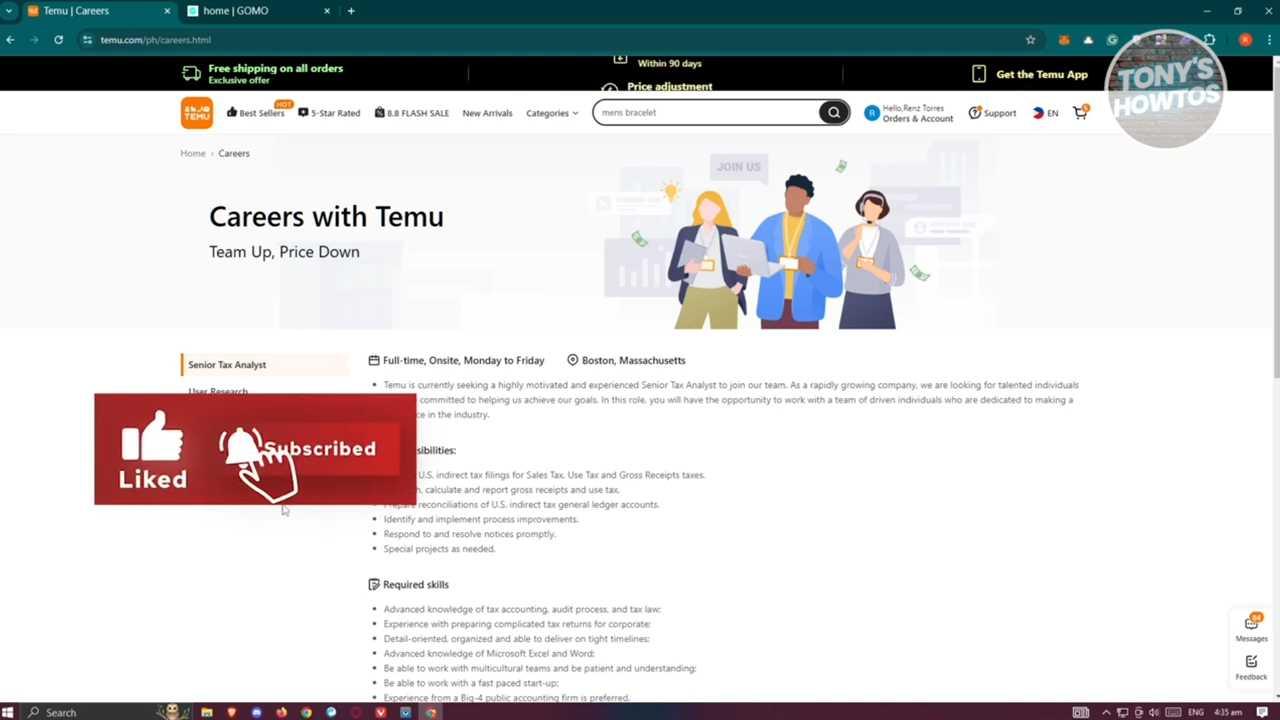 Temu | Careers
home | GOMO
temu.com/ph/careers.html
Free shipping on all orders
Exclusive offer
Within 90 days
Price adjustment
Get the Temu App
TONY'S
HOWTOS
TEMU
Best Sellers
HOT
5-Star Rated
8.8 FLASH SALE
New Arrivals
Categories
mens bracelet
R
Hello,Renz Torres
Orders & Account
Support
EN
Home › Careers
JOIN US
Careers with Temu
Team Up, Price Down
Senior Tax Analyst
User Research
Full-time, Onsite, Monday to Friday
Boston, Massachusetts
• Temu is currently seeking a highly motivated and experienced Senior Tax Analyst to join our team. As a rapidly growing company, we are looking for talented individuals
committed to helping us achieve our goals. In this role, you will have the opportunity to work with a team of driven individuals who are dedicated to making a
in the industry.
Liked
Subscribed
U.S. indirect tax filings for Sales Tax, Use Tax and Gross Receipts taxes.
calculate and report gross receipts and use tax.
• Prepare reconciliations of U.S. indirect tax general ledger accounts.
• Identify and implement process improvements.
• Respond to and resolve notices promptly.
• Special projects as needed.
Required skills
• Advanced knowledge of tax accounting, audit process, and tax law;
• Experience with preparing complicated tax returns for corporate;
• Detail-oriented, organized and able to deliver on tight timelines;
• Advanced knowledge of Microsoft Excel and Word;
• Be able to work with multicultural teams and be patient and understanding;
• Be able to work with a fast paced start-up;
• Experience from a Big-4 public accounting firm is preferred.
Messages
Feedback
Search
ENG
4:35 am